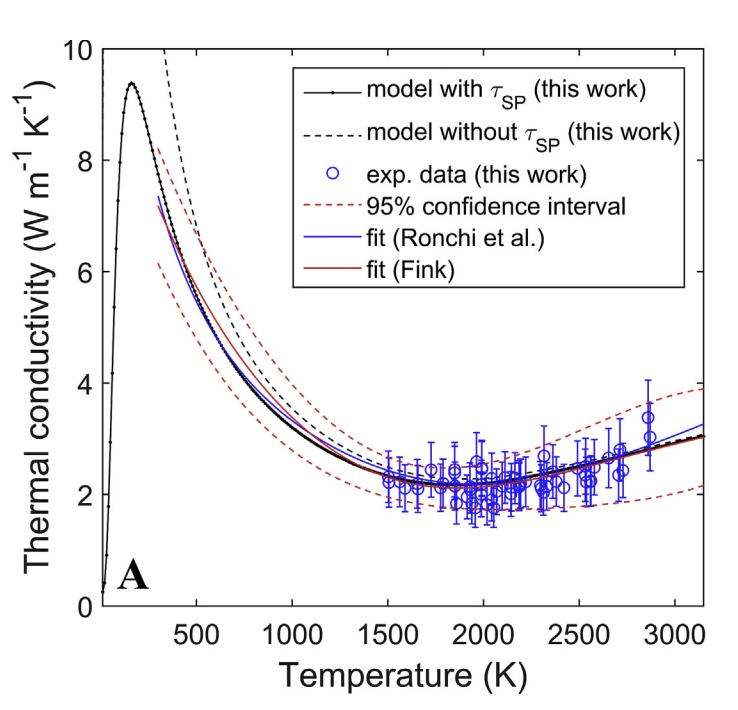 10
8
6
4
2
0
Thermal conductivity (W m⁻¹ K⁻¹)
model with τ_SP (this work)
model without τ_SP (this work)
exp. data (this work)
95% confidence interval
fit (Ronchi et al.)
fit (Fink)
A
500 1000 1500 2000 2500 3000
Temperature (K)